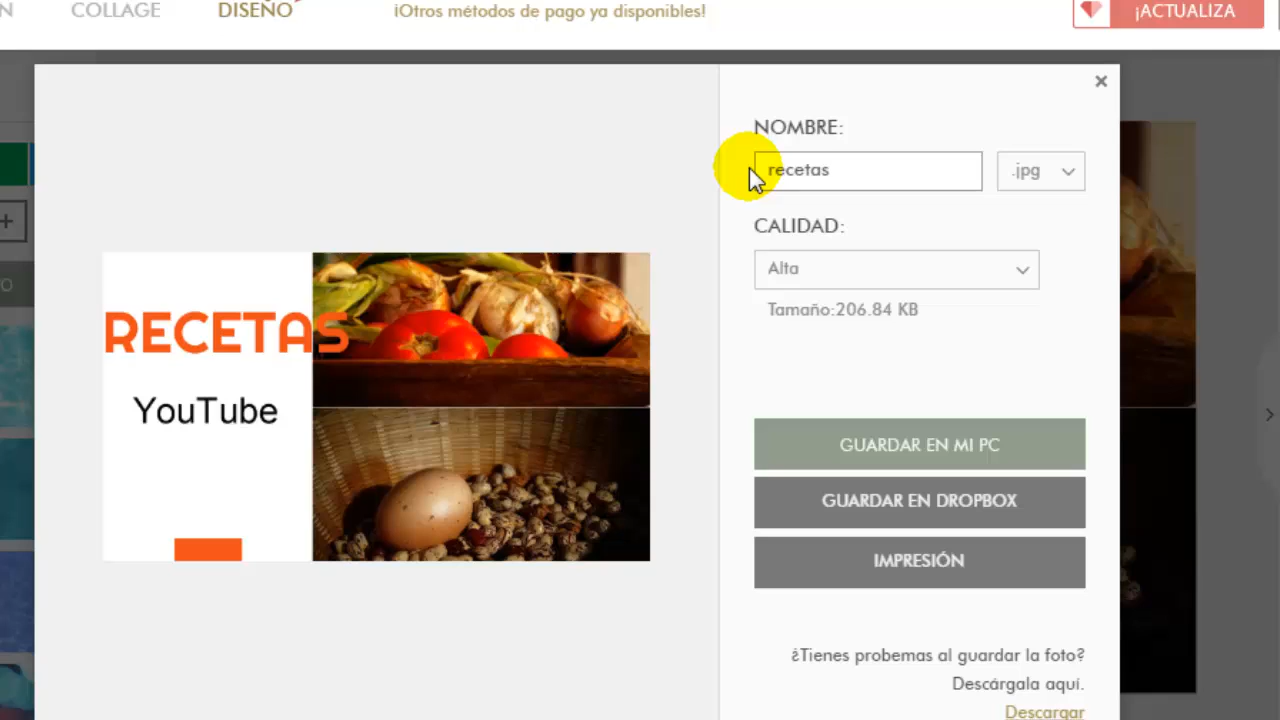 N
COLLAGE
DISEÑO
¡Otros métodos de pago ya disponibles!
¡ACTUALIZA
NOMBRE:
recetas
.jpg
CALIDAD:
Alta
Tamaño:206.84 KB
RECETAS
YouTube
GUARDAR EN MI PC
GUARDAR EN DROPBOX
IMPRESIÓN
¿Tienes probemas al guardar la foto?
Descárgala aquí.
Descargar
O